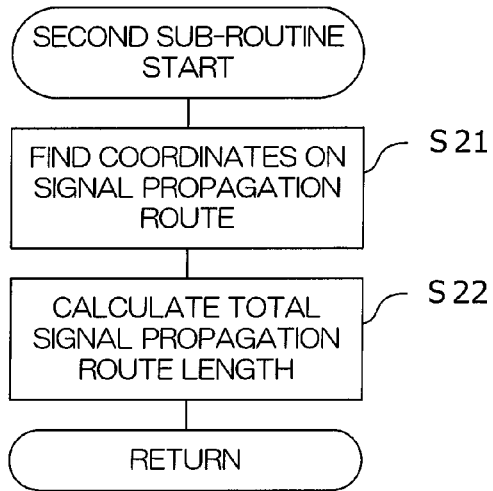 SECOND SUB-ROUTINE
START
FIND COORDINATES ON
SIGNAL PROPAGATION
ROUTE
S21
CALCULATE TOTAL
SIGNAL PROPAGATION
ROUTE LENGTH
S22
RETURN